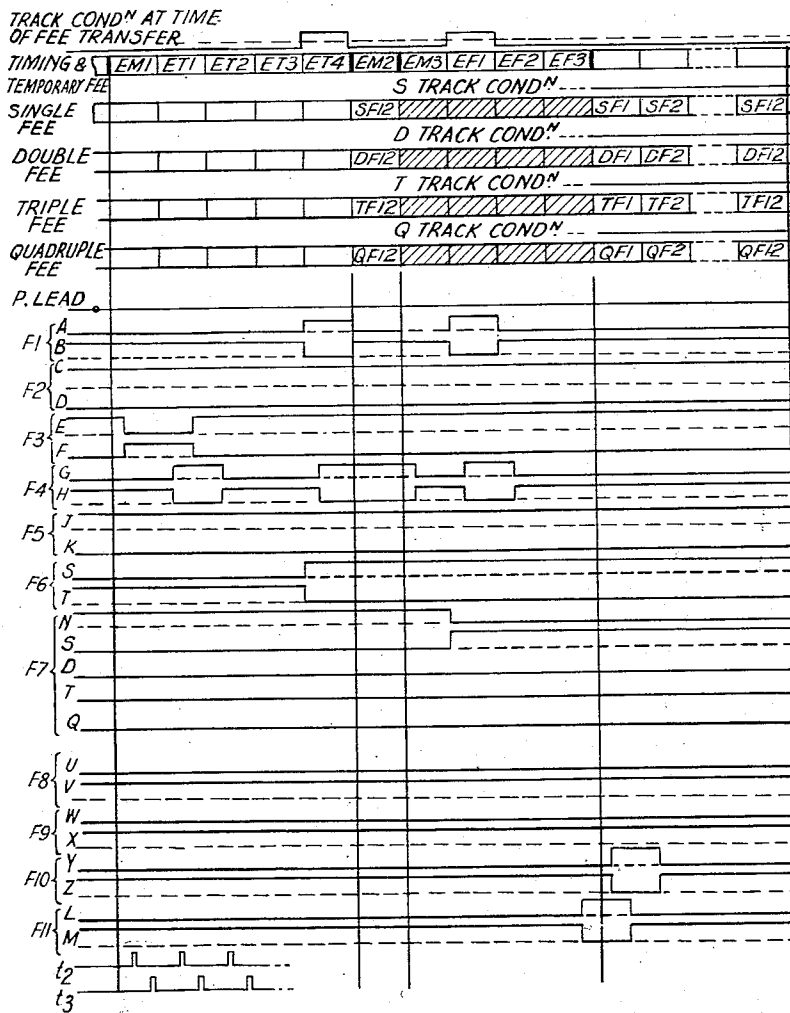 TRACK CONDN AT TIME
OF FEE TRANSFER
TIMING & EM1 ET1 ET2 ET3 ET4 EM2 EM3 EF1 EF2 EF3
TEMPORARY FEE S TRACK CONDN
SINGLE FEE SF12 SF1 SF2 SF12
D TRACK CONDN
DOUBLE FEE DF12 DF1 DF2 DF12
T TRACK CONDN
TRIPLE FEE TF12 TF1 TF2 TF12
Q TRACK CONDN
QUADRUPLE FEE QF12 QF1 QF2 QF12
P. LEAD
F1 A
B
F2 C
D
F3 E
F
F4 G
H
F5 J
K
F6 S
T
F7 N
S
D
T
Q
F8 U
V
F9 W
X
F10 Y
Z
F11 L
M
t2
t3